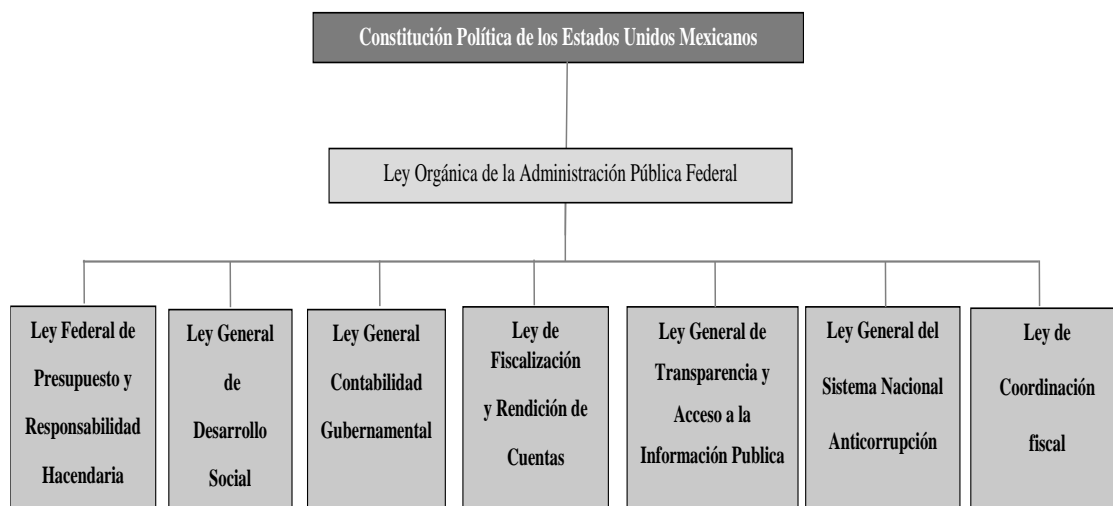 Constitución Política de los Estados Unidos Mexicanos
Ley Orgánica de la Administración Pública Federal
Ley Federal de
Presupuesto y
Responsabilidad
Hacendaria
Ley General
de
Desarrollo
Social
Ley General
Contabilidad
Gubernamental
Ley de
Fiscalización
y Rendición de
Cuentas
Ley General de
Transparencia y
Acceso a la
Información Publica
Ley General del
Sistema Nacional
Anticorrupción
Ley de
Coordinación
fiscal